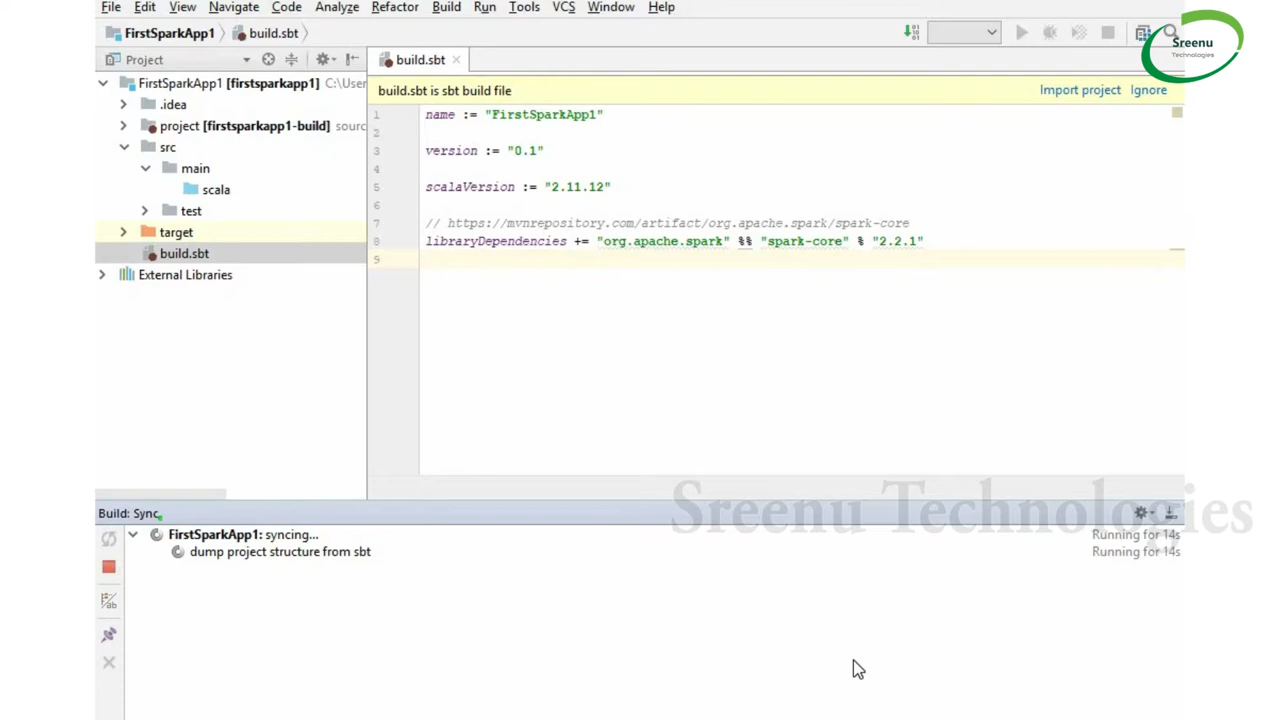 File Edit View Navigate Code Analyze Refactor Build Run Tools VCS Window Help
FirstSparkApp1 build.sbt
Sreenu
Technologies
Project
build.sbt
FirstSparkApp1 [firstsparkapp1] C:\User
build.sbt is sbt build file Import project Ignore
.idea
project [firstsparkapp1-build] sourc
src
main
scala
test
target
build.sbt
External Libraries
1 name := "FirstSparkApp1"
2
3 version := "0.1"
4
5 scalaVersion := "2.11.12"
6
7 // https://mvnrepository.com/artifact/org.apache.spark/spark-core
8 libraryDependencies += "org.apache.spark" %% "spark-core" % "2.2.1"
9
Sreenu Technologies
Build: Sync
FirstSparkApp1: syncing... Running for 14s
dump project structure from sbt Running for 14s